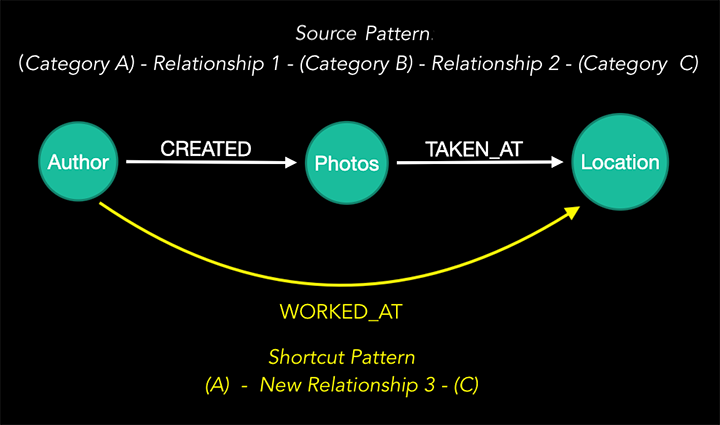 Source Pattern.
(Category A) - Relationship 1 - (Category B) - Relationship 2 - (Category C)
Author
CREATED
Photos
TAKEN_AT
Location
WORKED_AT
Shortcut Pattern
(A) - New Relationship 3 - (C)